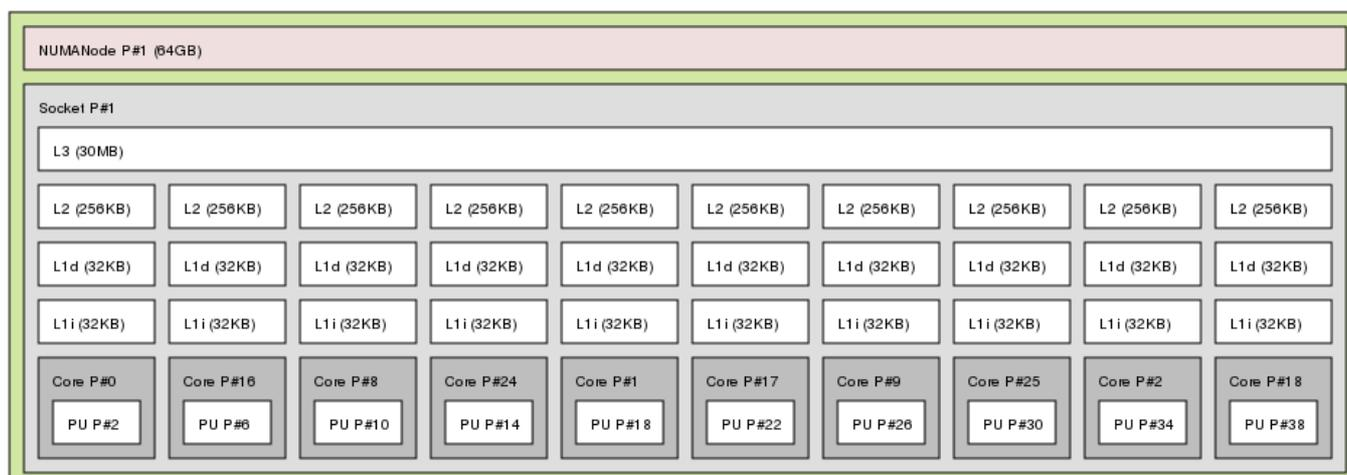 NUMANode P#1 (64GB)
Socket P#1
L3 (30MB)
L2 (256KB) L2 (256KB) L2 (256KB) L2 (256KB) L2 (256KB) L2 (256KB) L2 (256KB) L2 (256KB) L2 (256KB) L2 (256KB)
L1d (32KB) L1d (32KB) L1d (32KB) L1d (32KB) L1d (32KB) L1d (32KB) L1d (32KB) L1d (32KB) L1d (32KB) L1d (32KB)
L1i (32KB) L1i (32KB) L1i (32KB) L1i (32KB) L1i (32KB) L1i (32KB) L1i (32KB) L1i (32KB) L1i (32KB) L1i (32KB)
Core P#0 Core P#16 Core P#8 Core P#24 Core P#1 Core P#17 Core P#9 Core P#25 Core P#2 Core P#18
PU P#2 PU P#6 PU P#10 PU P#14 PU P#18 PU P#22 PU P#26 PU P#30 PU P#34 PU P#38